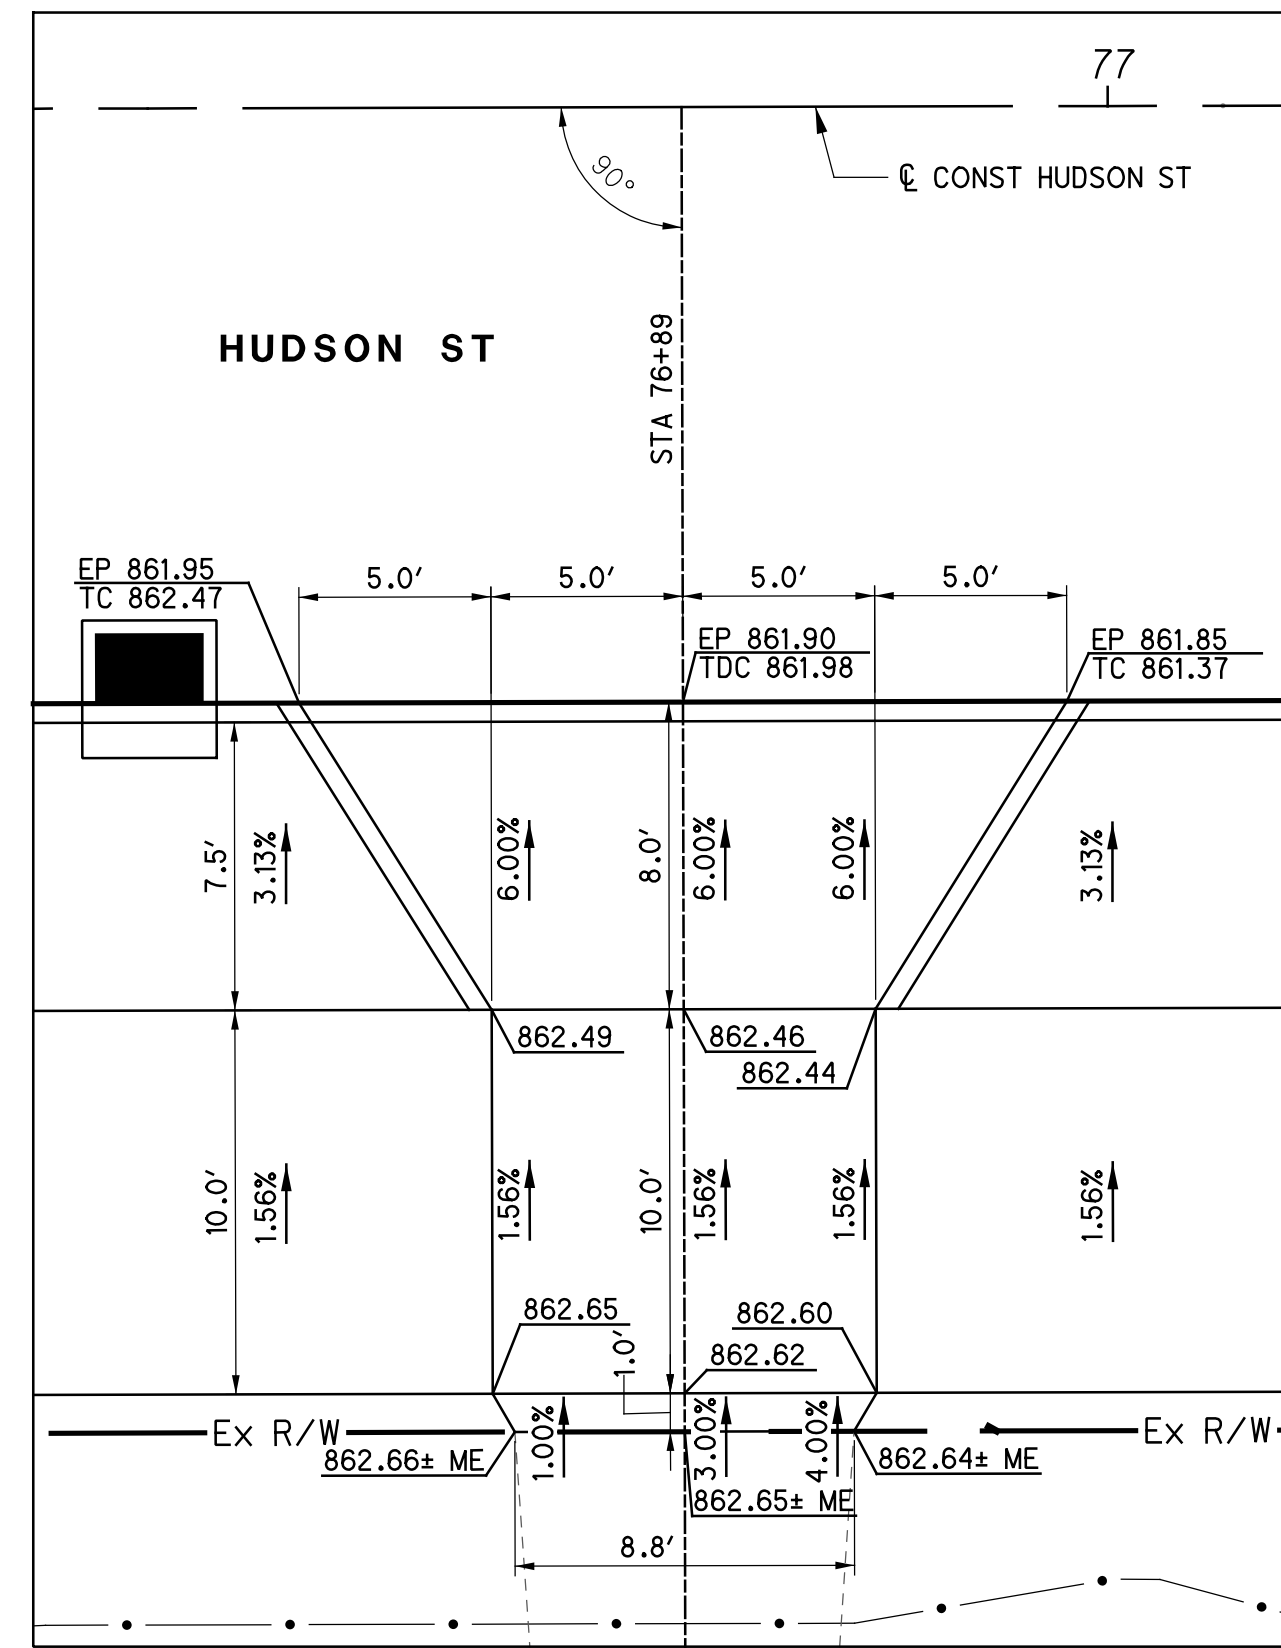 77
90°
℄ CONST HUDSON ST
HUDSON ST
STA 76+89
EP 861.95
TC 862.47
5.0′
5.0′
5.0′
5.0′
EP 861.90
TDC 861.98
EP 861.85
TC 861.37
7.5′
3.13%
6.00%
8.0′
6.00%
6.00%
3.13%
862.49
862.46
862.44
10.0′
1.56%
1.56%
10.0′
1.56%
1.56%
1.56%
862.65
862.60
1.0′
862.62
Ex R/W
1.00%
3.00%
4.00%
Ex R/W
862.66± ME
862.64± ME
862.65± ME
8.8′